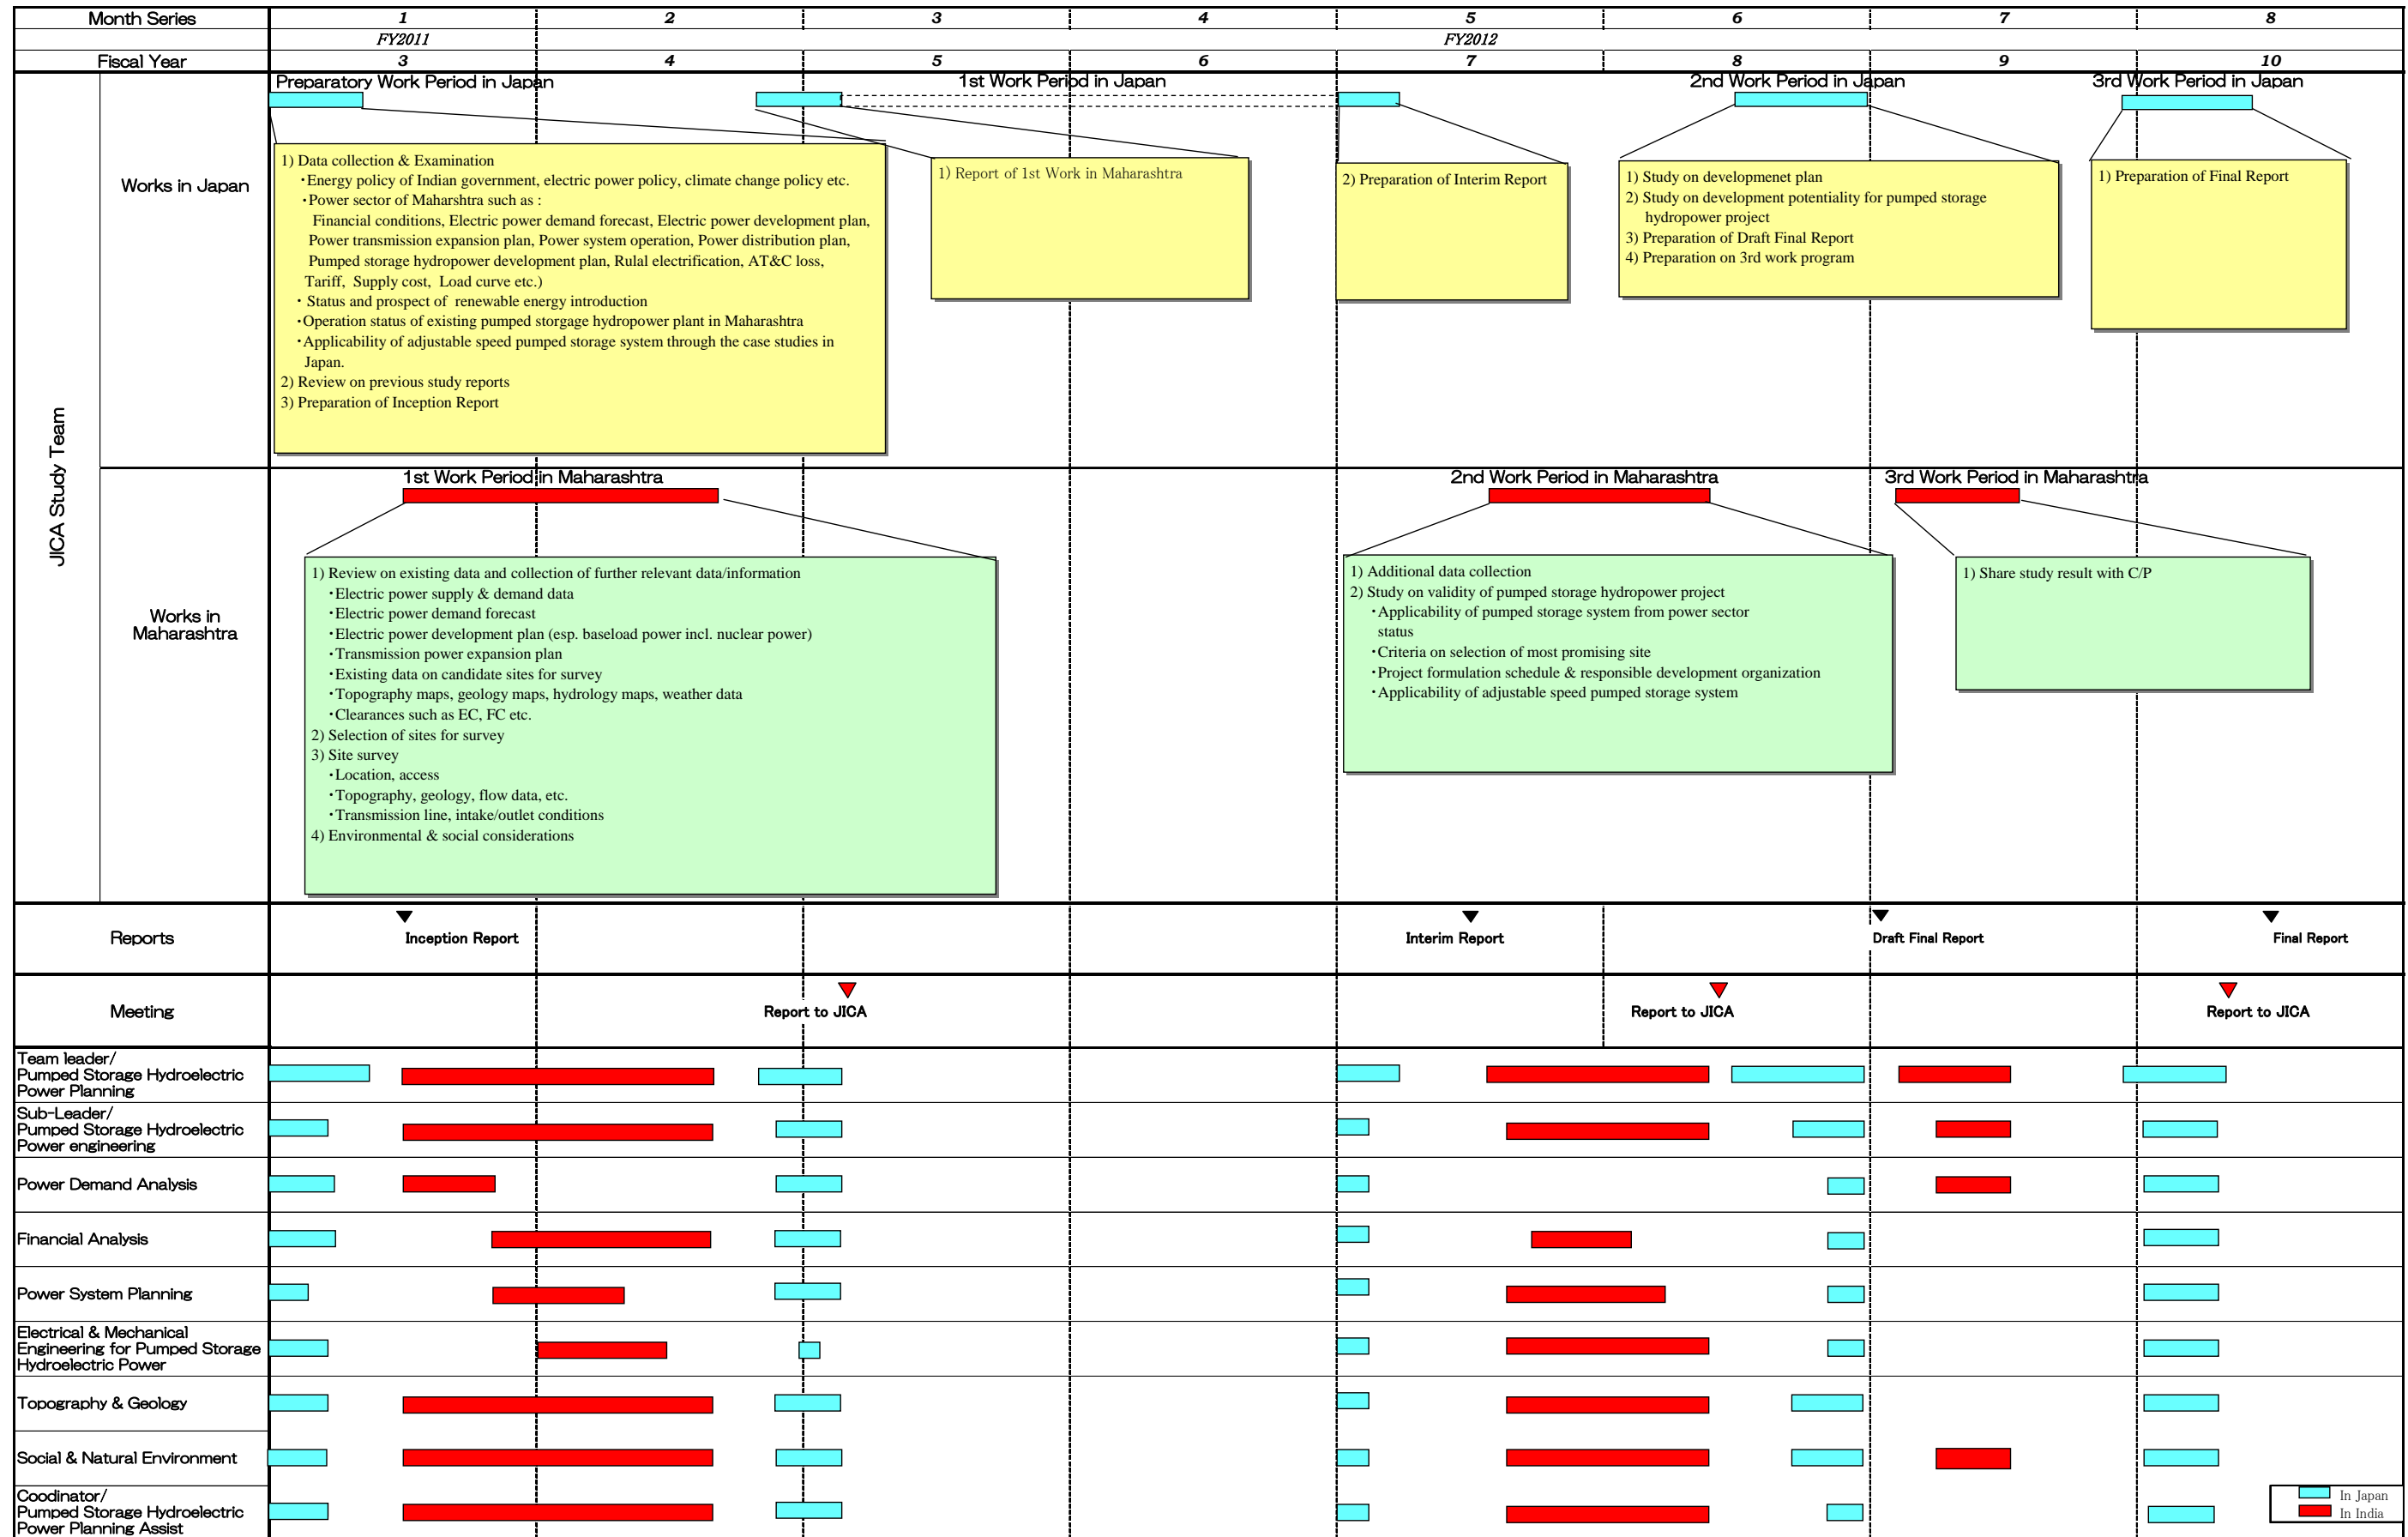 Month Series 1 2 3 4 5 6 7 8
FY2011 FY2012
Fiscal Year 3 4 5 6 7 8 9 10
JICA Study Team
Works in Japan
Preparatory Work Period in Japan
1st Work Period in Japan
2nd Work Period in Japan
3rd Work Period in Japan
1) Data collection & Examination
・Energy policy of Indian government, electric power policy, climate change policy etc.
・Power sector of Maharshtra such as :
Financial conditions, Electric power demand forecast, Electric power development plan,
Power transmission expansion plan, Power system operation, Power distribution plan,
Pumped storage hydropower development plan, Rulal electrification, AT&C loss,
Tariff, Supply cost, Load curve etc.)
・Status and prospect of renewable energy introduction
・Operation status of existing pumped storgage hydropower plant in Maharashtra
・Applicability of adjustable speed pumped storage system through the case studies in
Japan.
2) Review on previous study reports
3) Preparation of Inception Report
1) Report of 1st Work in Maharashtra
2) Preparation of Interim Report
1) Study on developmenet plan
2) Study on development potentiality for pumped storage
hydropower project
3) Preparation of Draft Final Report
4) Preparation on 3rd work program
1) Preparation of Final Report
Works in
Maharashtra
1st Work Period in Maharashtra
2nd Work Period in Maharashtra
3rd Work Period in Maharashtra
1) Review on existing data and collection of further relevant data/information
・Electric power supply & demand data
・Electric power demand forecast
・Electric power development plan (esp. baseload power incl. nuclear power)
・Transmission power expansion plan
・Existing data on candidate sites for survey
・Topography maps, geology maps, hydrology maps, weather data
・Clearances such as EC, FC etc.
2) Selection of sites for survey
3) Site survey
・Location, access
・Topography, geology, flow data, etc.
・Transmission line, intake/outlet conditions
4) Environmental & social considerations
1) Additional data collection
2) Study on validity of pumped storage hydropower project
・Applicability of pumped storage system from power sector
status
・Criteria on selection of most promising site
・Project formulation schedule & responsible development organization
・Applicability of adjustable speed pumped storage system
1) Share study result with C/P
Reports
Inception Report
Interim Report
Draft Final Report
Final Report
Meeting
Report to JICA
Report to JICA
Report to JICA
Team leader/
Pumped Storage Hydroelectric
Power Planning
Sub-Leader/
Pumped Storage Hydroelectric
Power engineering
Power Demand Analysis
Financial Analysis
Power System Planning
Electrical & Mechanical
Engineering for Pumped Storage
Hydroelectric Power
Topography & Geology
Social & Natural Environment
Coodinator/
Pumped Storage Hydroelectric
Power Planning Assist
In Japan
In India